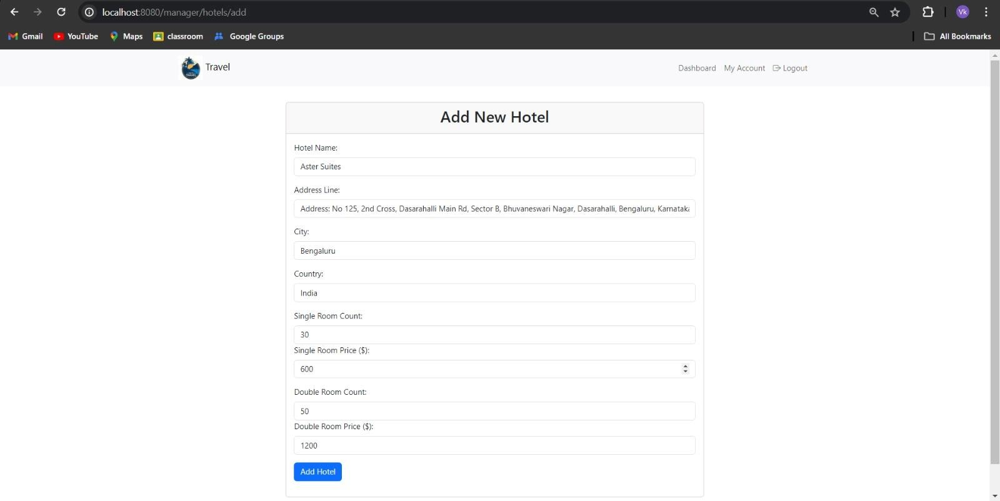 localhost:8080/manager/hotels/add
Vk
Gmail YouTube Maps classroom Google Groups All Bookmarks
TRAVEL
Travel Dashboard My Account Logout
Add New Hotel
Hotel Name:
Aster Suites
Address Line:
Address: No 125, 2nd Cross, Dasarahalli Main Rd, Sector B, Bhuvaneswari Nagar, Dasarahalli, Bengaluru, Karnataka
City:
Bengaluru
Country:
India
Single Room Count:
30
Single Room Price ($):
600
Double Room Count:
50
Double Room Price ($):
1200
Add Hotel